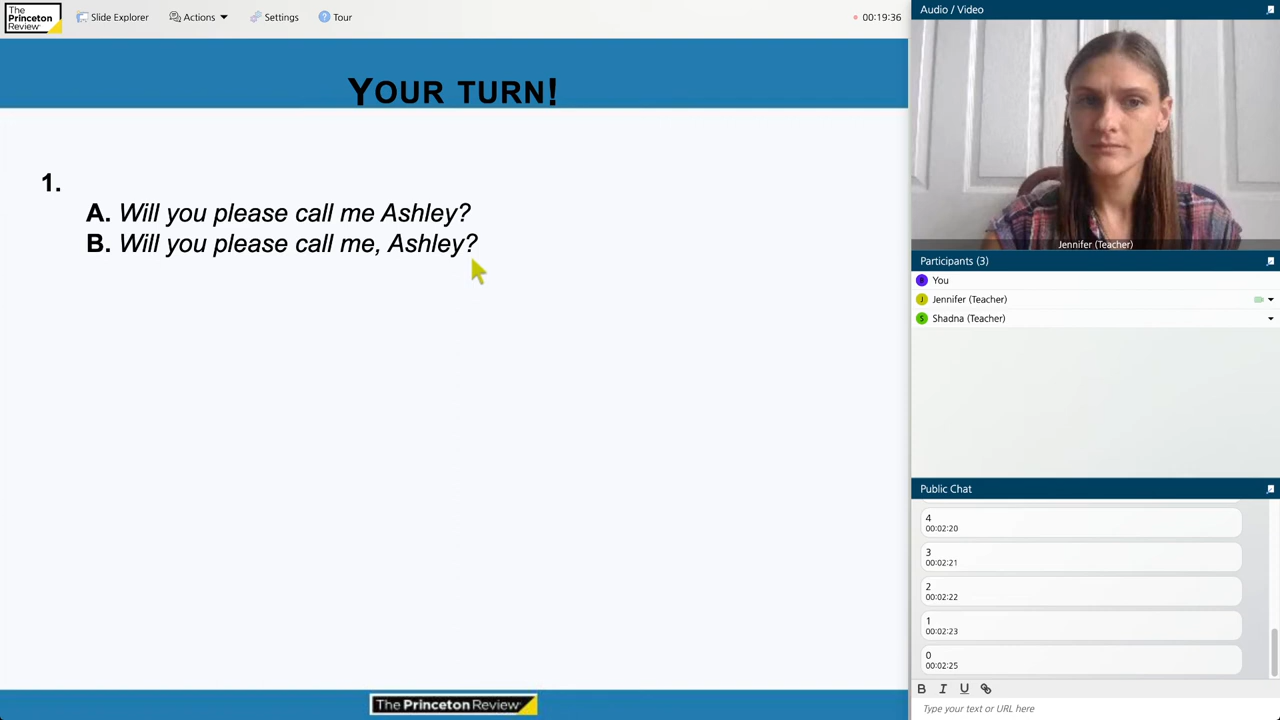 The
Princeton
Review
Slide Explorer
Actions
Settings
Tour
00:19:36
Audio / Video
YOUR TURN!
1.
A. Will you please call me Ashley?
B. Will you please call me, Ashley?
Jennifer (Teacher)
Participants (3)
B You
J Jennifer (Teacher)
S Shadna (Teacher)
Public Chat
4
00:02:20
3
00:02:21
2
00:02:22
1
00:02:23
0
00:02:25
B I U
Type your text or URL here
The Princeton Review